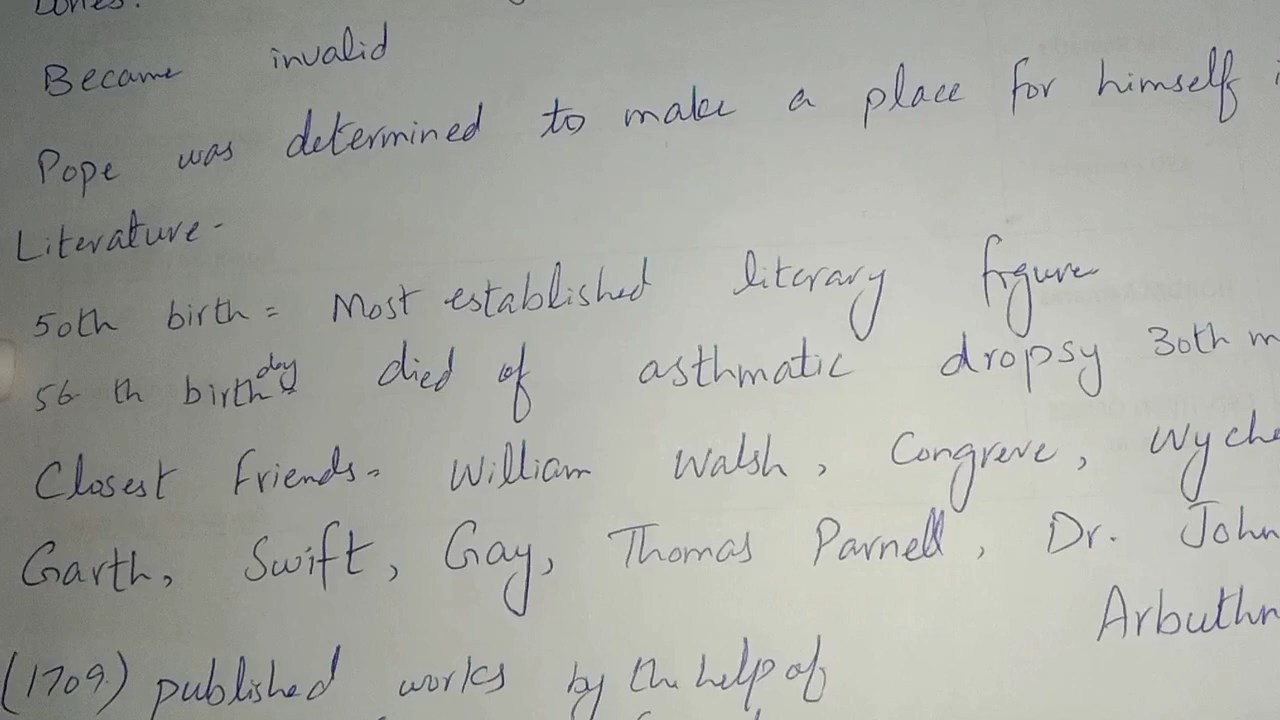 Became invalid
Pope was determined to make a place for himself
Literature -
50th birth = Most established literary figure
56 th birthday died of asthmatic dropsy 30th m
Closest Friends = William Walsh, Congreve, Wyche
Garth, Swift, Gay, Thomas Parnell, Dr. John
Arbuthn
(1709) published works by the help of